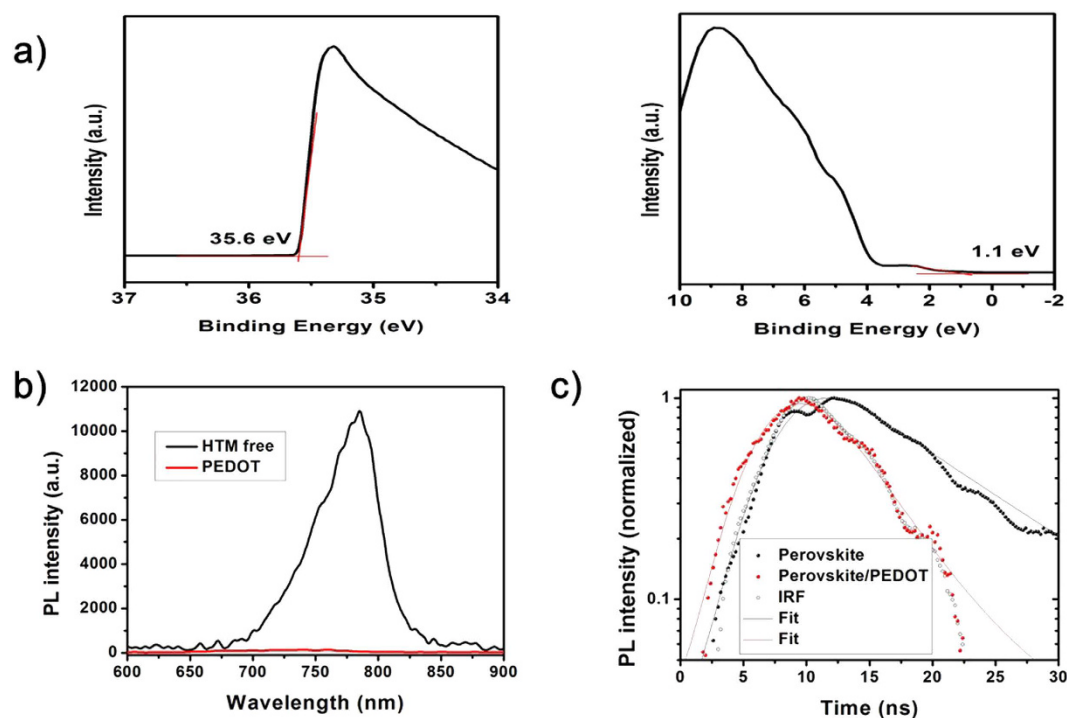 a)
Intensity (a.u.)
35.6 eV
37 36 35 34
Binding Energy (eV)
Intensity (a.u.)
1.1 eV
10 8 6 4 2 0 -2
Binding Energy (eV)
b)
PL intensity (a.u.)
12000
10000
8000
6000
4000
2000
0
HTM free
PEDOT
600 650 700 750 800 850 900
Wavelength (nm)
c)
PL intensity (normalized)
1
0.1
Perovskite
Perovskite/PEDOT
IRF
Fit
Fit
0 5 10 15 20 25 30
Time (ns)